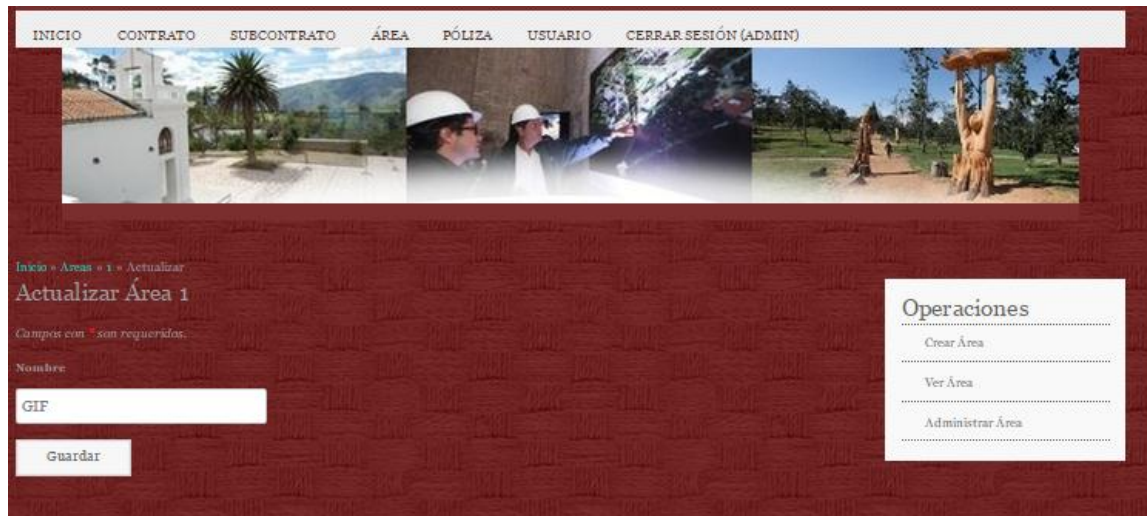 INICIO CONTRATO SUBCONTRATO ÁREA PÓLIZA USUARIO CERRAR SESIÓN (ADMIN)
Inicio » Areas » 1 » Actualizar
Actualizar Área 1
Campos con * son requeridos.
Nombre
GIF
Guardar
Operaciones
Crear Área
Ver Área
Administrar Área